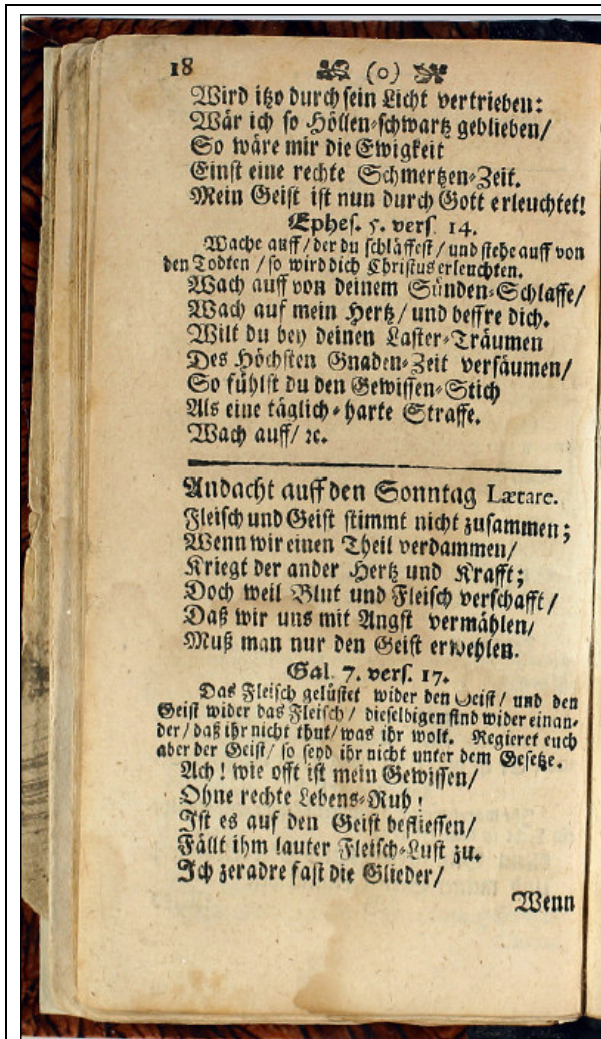 18 (o)
Wird itzo durch sein Licht vertrieben:
Wär ich so Höllen-schwartz geblieben/
So wäre mir die Ewigkeit
Einst eine rechte Schmertzen-Zeit.
Mein Geist ist nun durch Gott erleuchtet!
Ephes. 5. vers. 14.
Wache auff/ der du schläffest/ und stehe auff von
den Todten/ so wird dich Christus erleuchten.
Wach auff von deinem Sünden-Schlaffe/
Wach auf mein Hertz/ und bessre dich.
Wilt du bey deinen Laster-Träumen
Des Höchsten Gnaden-Zeit versäumen/
So fühlst du den Gewissen-Stich
Als eine täglich-harte Straffe.
Wach auff/ ꝛc.
Andacht auff den Sonntag Lætare.
Fleisch und Geist stimmt nicht zusammen;
Wenn wir einen Theil verdammen/
Kriegt der ander Hertz und Krafft;
Doch weil Blut und Fleisch verschafft/
Daß wir uns mit Angst vermählen/
Muß man nur den Geist erwehlen.
Gal. 7. vers. 17.
Das Fleisch gelüstet wider den Geist/ und den
Geist wider das Fleisch/ dieselbigen sind wider einan-
der/ daß ihr nicht thut/ was ihr wolt. Regieret euch
aber der Geist/ so seyd ihr nicht unter dem Gesetze.
Ach! wie offt ist mein Gewissen/
Ohne rechte Lebens-Ruh!
Ist es auf den Geist beflissen/
Fällt ihm lauter Fleisch-Lust zu.
Ich zeradre fast die Glieder/
Wenn